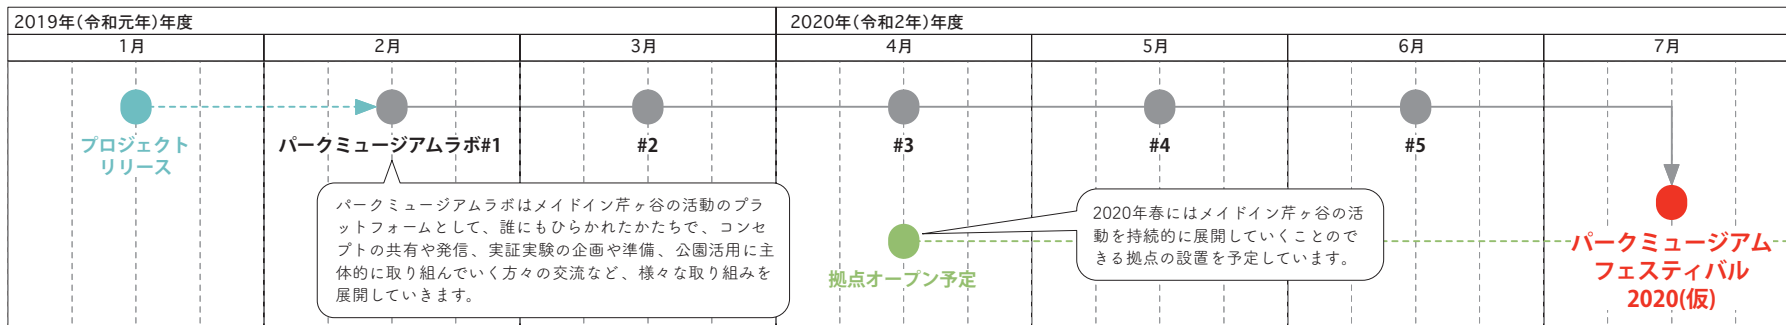 2019年(令和元年)年度
2020年(令和2年)年度
1月
2月
3月
4月
5月
6月
7月
プロジェクト
リリース
パークミュージアムラボ#1
#2
#3
#4
#5
パークミュージアムラボはメイドイン芹ヶ谷の活動のプラ
ットフォームとして、誰にもひらかれたかたちで、コンセ
プトの共有や発信、実証実験の企画や準備、公園活用に主
体的に取り組んでいく方々の交流など、様々な取り組みを
展開していきます。
拠点オープン予定
2020年春にはメイドイン芹ヶ谷の活
動を持続的に展開していくことので
きる拠点の設置を予定しています。
パークミュージアム
フェスティバル
2020(仮)